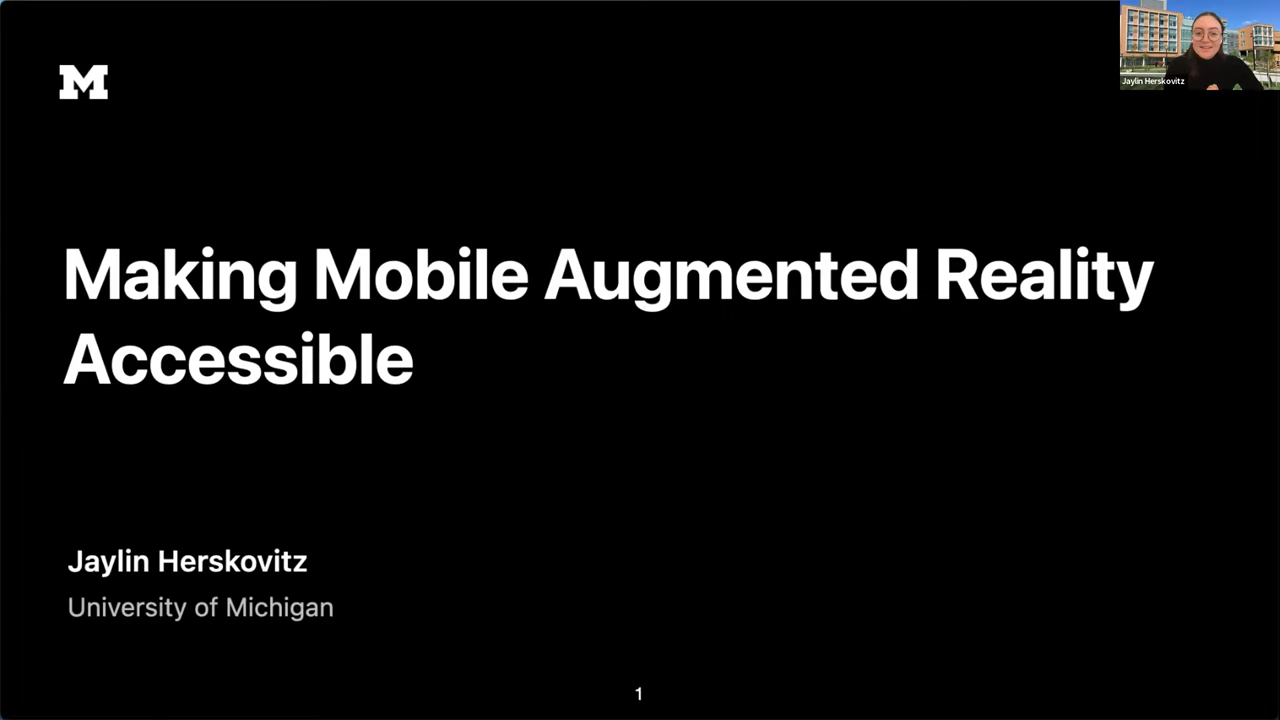 M
Jaylin Herskovitz
Making Mobile Augmented Reality
Accessible
Jaylin Herskovitz
University of Michigan
1